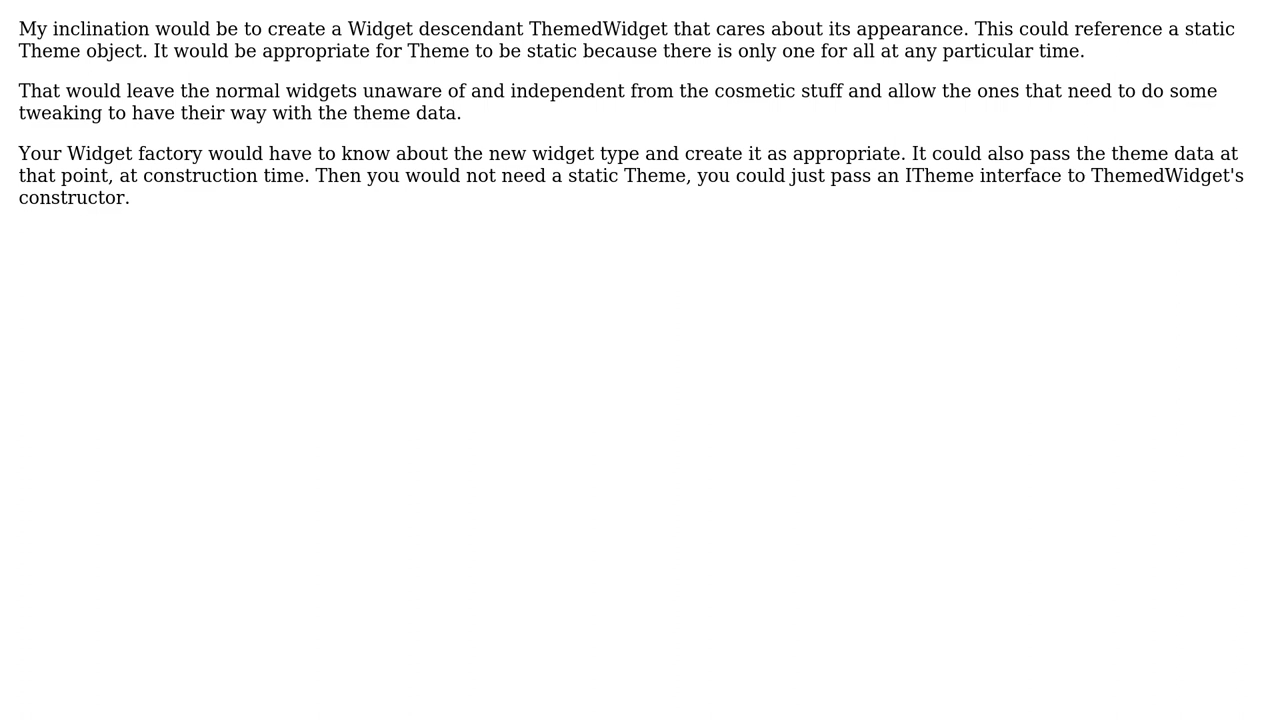 My inclination would be to create a Widget descendant ThemedWidget that cares about its appearance. This could reference a static
Theme object. It would be appropriate for Theme to be static because there is only one for all at any particular time.
That would leave the normal widgets unaware of and independent from the cosmetic stuff and allow the ones that need to do some
tweaking to have their way with the theme data.
Your Widget factory would have to know about the new widget type and create it as appropriate. It could also pass the theme data at
that point, at construction time. Then you would not need a static Theme, you could just pass an ITheme interface to ThemedWidget's
constructor.